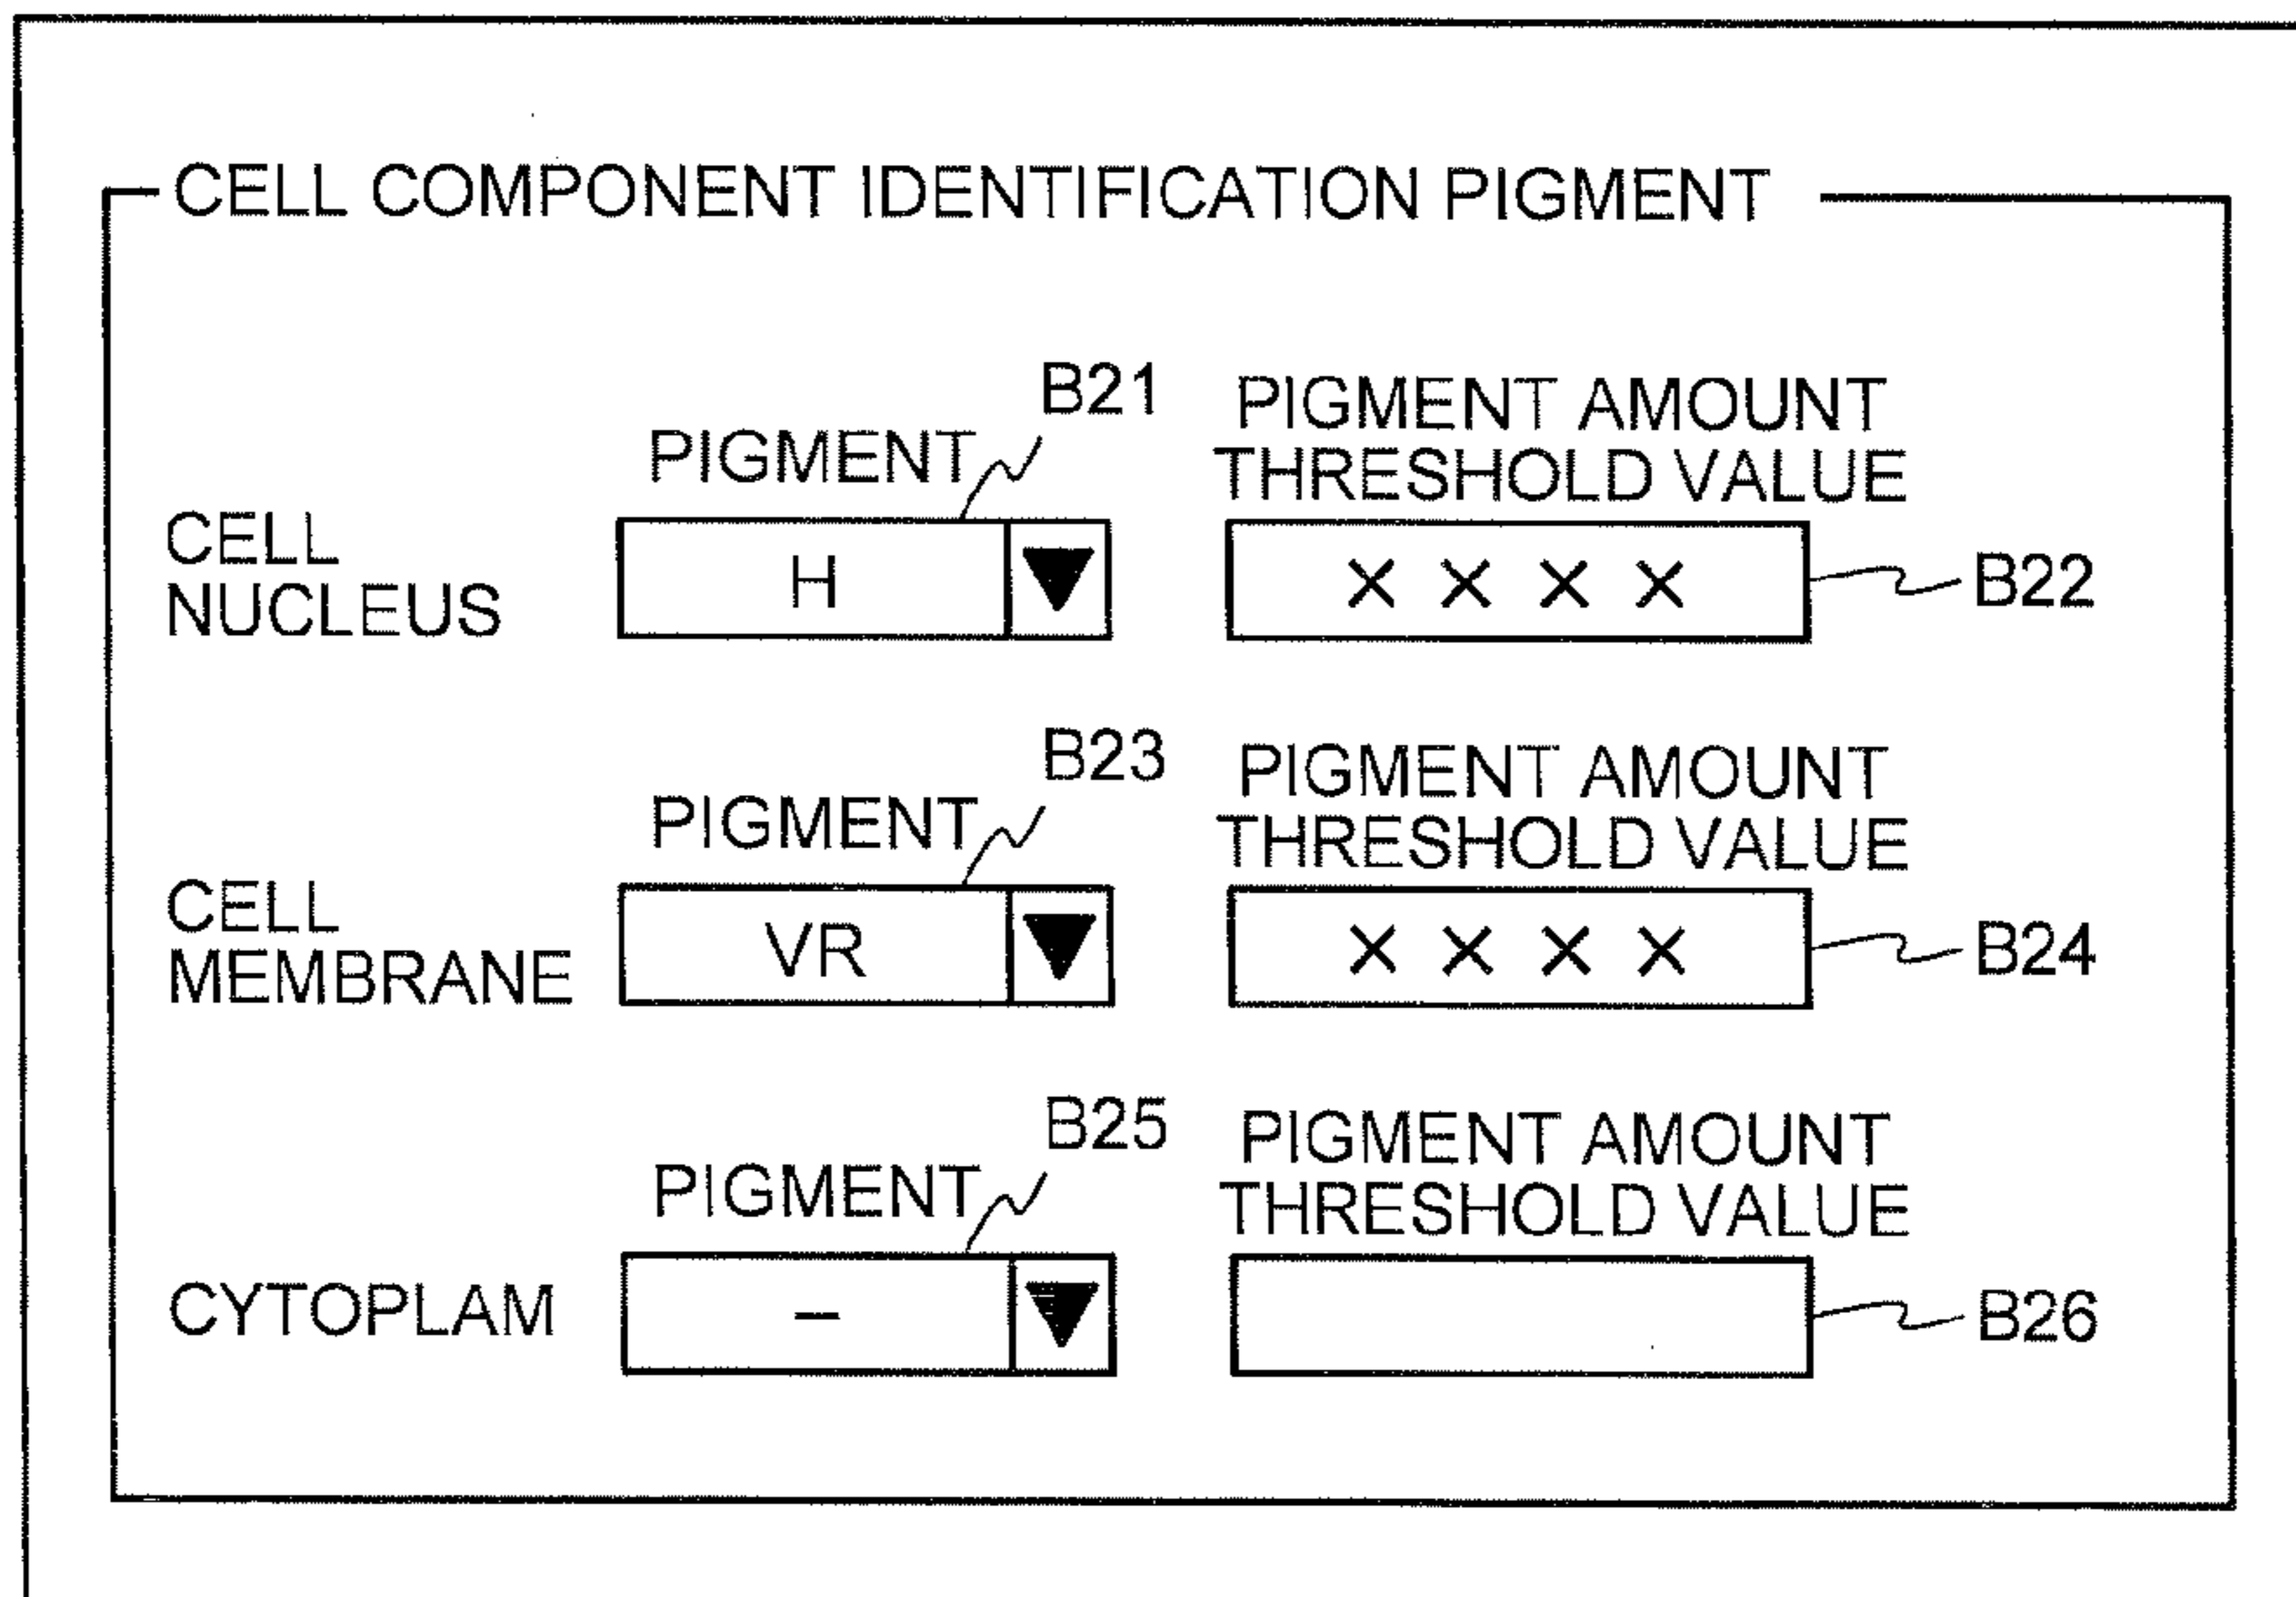 CELL COMPONENT IDENTIFICATION PIGMENT
B21
PIGMENT
PIGMENT AMOUNT
THRESHOLD VALUE
CELL
NUCLEUS
H
× × × ×
B22
B23
PIGMENT
PIGMENT AMOUNT
THRESHOLD VALUE
CELL
MEMBRANE
VR
× × × ×
B24
B25
PIGMENT
PIGMENT AMOUNT
THRESHOLD VALUE
CYTOPLAM
–
B26